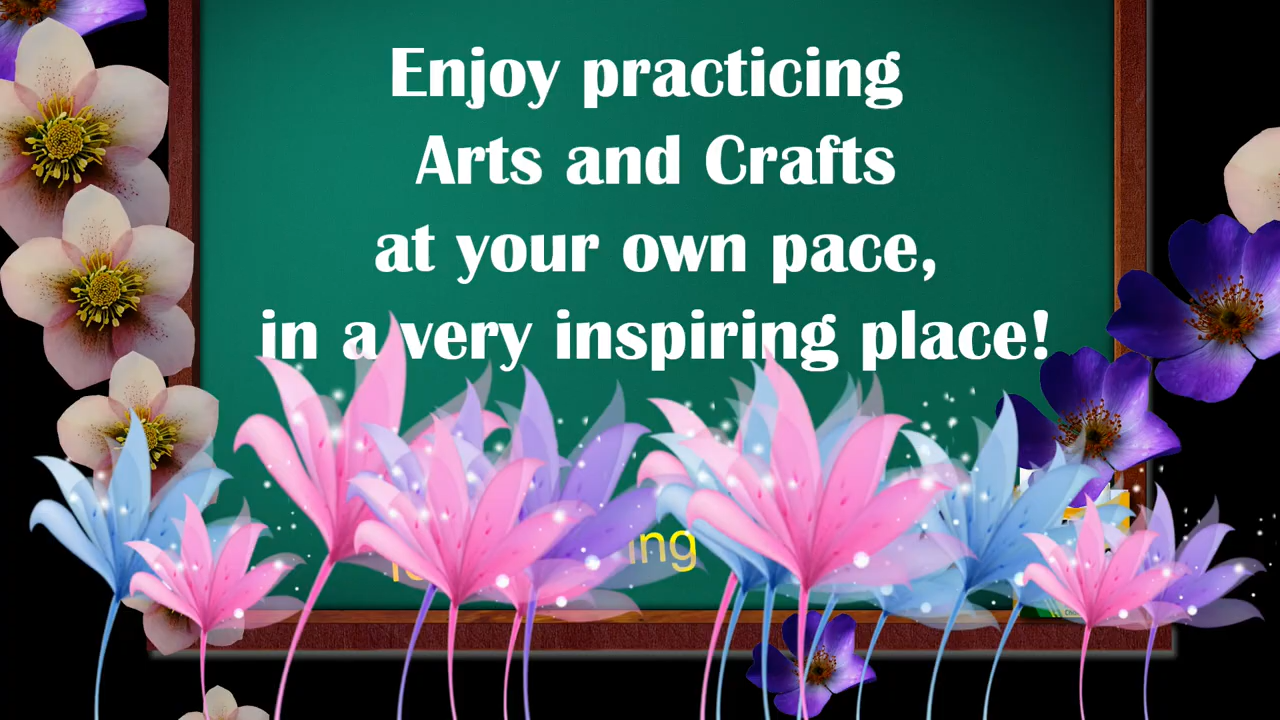 Enjoy practicing
Arts and Crafts
at your own pace,
in a very inspiring place!